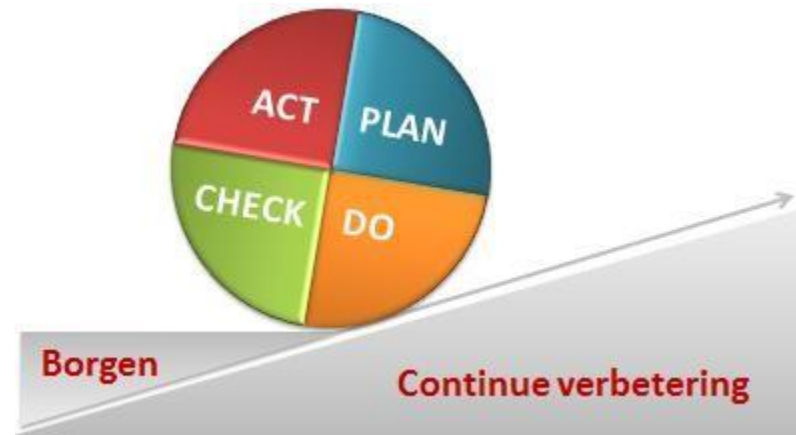 ACT
PLAN
CHECK
DO
Borgen
Continue verbetering